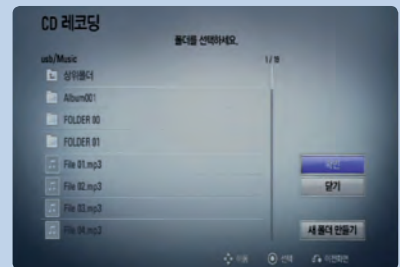 CD 레코딩
폴더를 선택하세요.
usb/Music
상위폴더
Album001
FOLDER 00
FOLDER 01
File 01.mp3
File 02.mp3
File 03.mp3
File 04.mp3
확인
닫기
새 폴더 만들기
이동 선택 이전화면